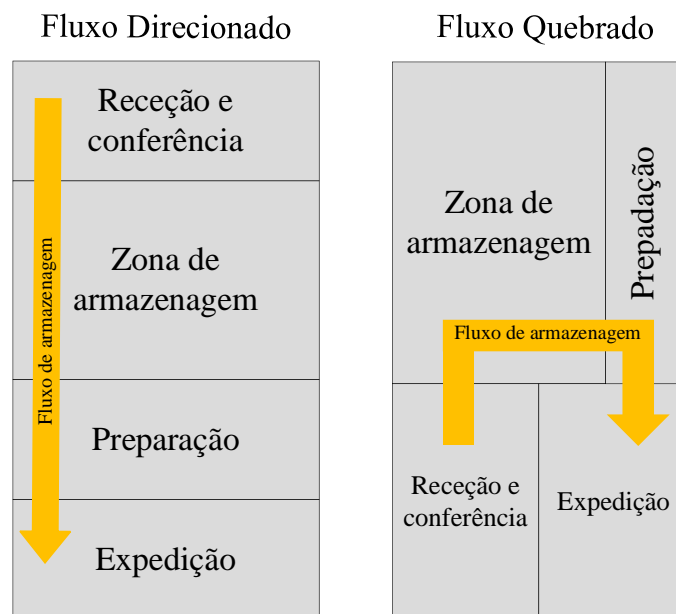 Fluxo Direcionado
Receção e
conferência
Zona de
armazenagem
Preparação
Expedição
Fluxo de armazenagem
Fluxo Quebrado
Zona de
armazenagem
Prepadação
Fluxo de armazenagem
Receção e
conferência
Expedição